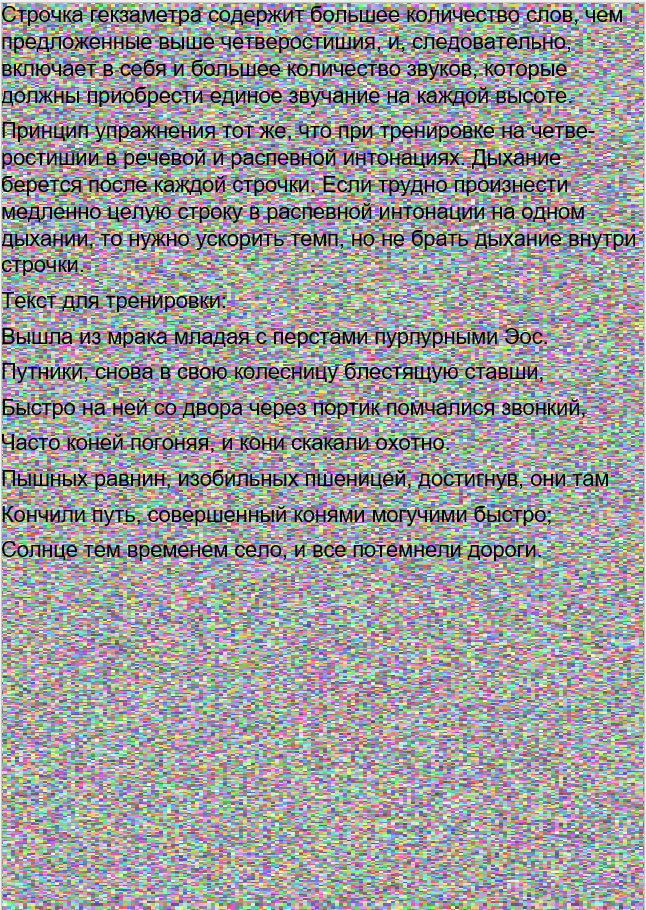 Строчка гекзаметра содержит большее количество слов, чем
предложенные выше четверостишия, и, следовательно,
включает в себя и большее количество звуков, которые
должны приобрести единое звучание на каждой высоте.
Принцип упражнения тот же, что при тренировке на четве-
ростишии в речевой и распевной интонациях. Дыхание
берется после каждой строчки. Если трудно произнести
медленно целую строку в распевной интонации на одном
дыхании, то нужно ускорить темп, но не брать дыхание внутри
строчки.
Текст для тренировки:
Вышла из мрака младая с перстами пурпурными Эос.
Путники, снова в свою колесницу блестящую ставши,
Быстро на ней со двора через портик помчалися звонкий,
Часто коней погоняя, и кони скакали охотно.
Пышных равнин, изобильных пшеницей, достигнув, они там
Кончили путь, совершенный конями могучими быстро;
Солнце тем временем село, и все потемнели дороги.